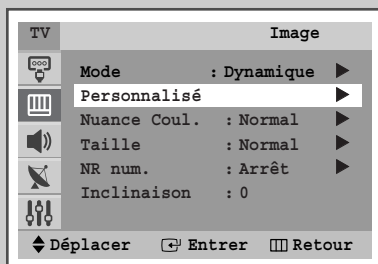 TV Image
Mode : Dynamique
Personnalisé
Nuance Coul. : Normal
Taille : Normal
NR num. : Arrêt
Inclinaison : 0
Déplacer Entrer Retour